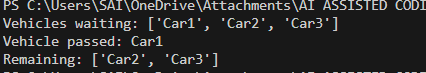 PS C:\Users\SAI\OneDrive\Attachments\AI ASSISTED CODI
Vehicles waiting: ['Car1', 'Car2', 'Car3']
Vehicle passed: Car1
Remaining: ['Car2', 'Car3']